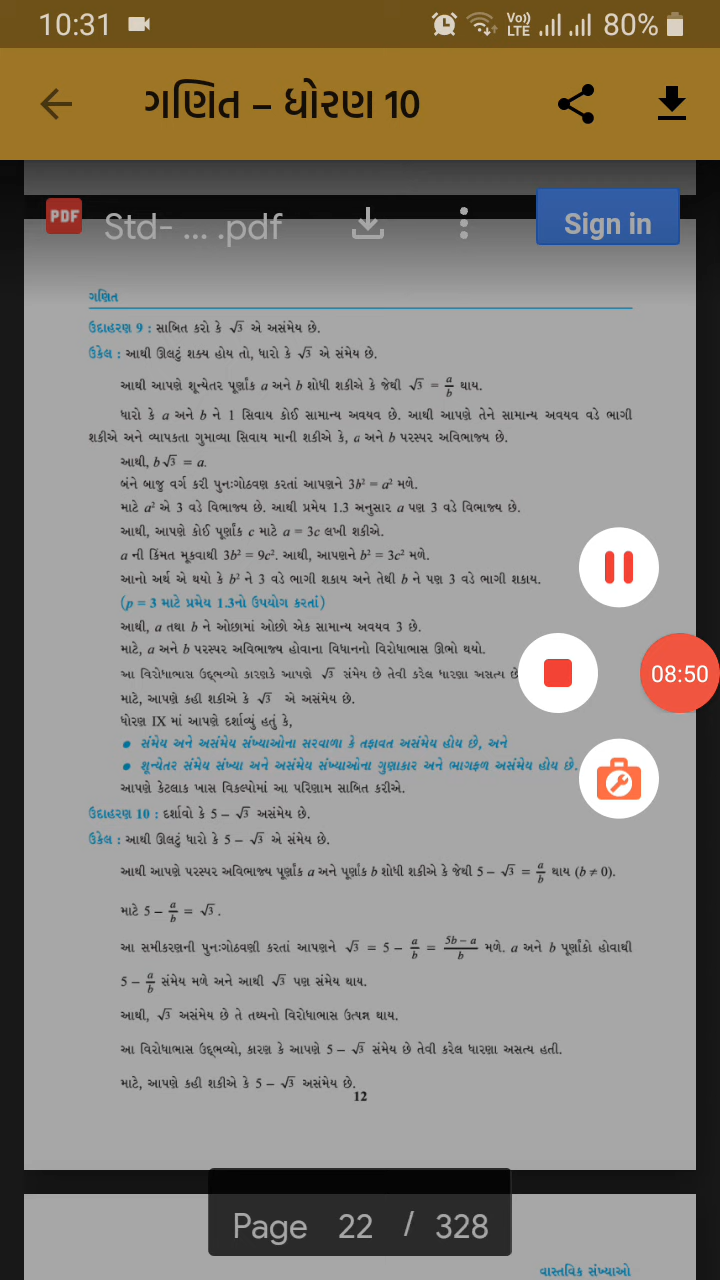 10:31 Vo)) LTE 80%
ગણિત – ધોરણ 10
PDF Std- ... .pdf Sign in
ગણિત
ઉદાહરણ 9 : સાબિત કરો કે √3 એ અસંમેય છે.
ઉકેલ : આથી ઊલટું શક્ય હોય તો, ધારો કે √3 એ સંમેય છે.
આથી આપણે શૂન્યેતર પૂર્ણાંક a અને b શોધી શકીએ કે જેથી √3 = a/b થાય.
ધારો કે a અને b ને 1 સિવાય કોઈ સામાન્ય અવયવ છે. આથી આપણે તેને સામાન્ય અવયવ વડે ભાગી
શકીએ અને વ્યાપકતા ગુમાવ્યા સિવાય માની શકીએ કે, a અને b પરસ્પર અવિભાજ્ય છે.
આથી, b√3 = a.
બંને બાજુ વર્ગ કરી પુનઃગોઠવણ કરતાં આપણને 3b² = a² મળે.
માટે a² એ 3 વડે વિભાજ્ય છે. આથી પ્રમેય 1.3 અનુસાર a પણ 3 વડે વિભાજ્ય છે.
આથી, આપણે કોઈ પૂર્ણાંક c માટે a = 3c લખી શકીએ.
a ની કિંમત મૂકવાથી 3b² = 9c². આથી, આપણને b² = 3c² મળે.
આનો અર્થ એ થયો કે b² ને 3 વડે ભાગી શકાય અને તેથી b ને પણ 3 વડે ભાગી શકાય.
(p = 3 માટે પ્રમેય 1.3નો ઉપયોગ કરતાં)
આથી, a તથા b ને ઓછામાં ઓછો એક સામાન્ય અવયવ 3 છે.
માટે, a અને b પરસ્પર અવિભાજ્ય હોવાના વિધાનનો વિરોધાભાસ ઊભો થયો.
આ વિરોધાભાસ ઉદ્ભવ્યો કારણકે આપણે √3 સંમેય છે તેવી કરેલ ધારણા અસત્ય છે
08:50
માટે, આપણે કહી શકીએ કે √3 એ અસંમેય છે.
ધોરણ IX માં આપણે દર્શાવ્યું હતું કે,
● સંમેય અને અસંમેય સંખ્યાઓના સરવાળા કે તફાવત અસંમેય હોય છે, અને
● શૂન્યેતર સંમેય સંખ્યા અને અસંમેય સંખ્યાઓના ગુણાકાર અને ભાગફળ અસંમેય હોય છે.
આપણે કેટલાક ખાસ વિકલ્પોમાં આ પરિણામ સાબિત કરીએ.
ઉદાહરણ 10 : દર્શાવો કે 5 – √3 અસંમેય છે.
ઉકેલ : આથી ઊલટું ધારો કે 5 – √3 એ સંમેય છે.
આથી આપણે પરસ્પર અવિભાજ્ય પૂર્ણાંક a અને પૂર્ણાંક b શોધી શકીએ કે જેથી 5 – √3 = a/b થાય (b ≠ 0).
માટે 5 – a/b = √3.
આ સમીકરણની પુનઃગોઠવણી કરતાં આપણને √3 = 5 – a/b = (5b – a)/b મળે. a અને b પૂર્ણાંકો હોવાથી
5 – a/b સંમેય મળે અને આથી √3 પણ સંમેય થાય.
આથી, √3 અસંમેય છે તે તથ્યનો વિરોધાભાસ ઉત્પન્ન થાય.
આ વિરોધાભાસ ઉદ્ભવ્યો, કારણ કે આપણે 5 – √3 સંમેય છે તેવી કરેલ ધારણા અસત્ય હતી.
માટે, આપણે કહી શકીએ કે 5 – √3 અસંમેય છે.
12
Page 22 / 328
વાસ્તવિક સંખ્યાઓ